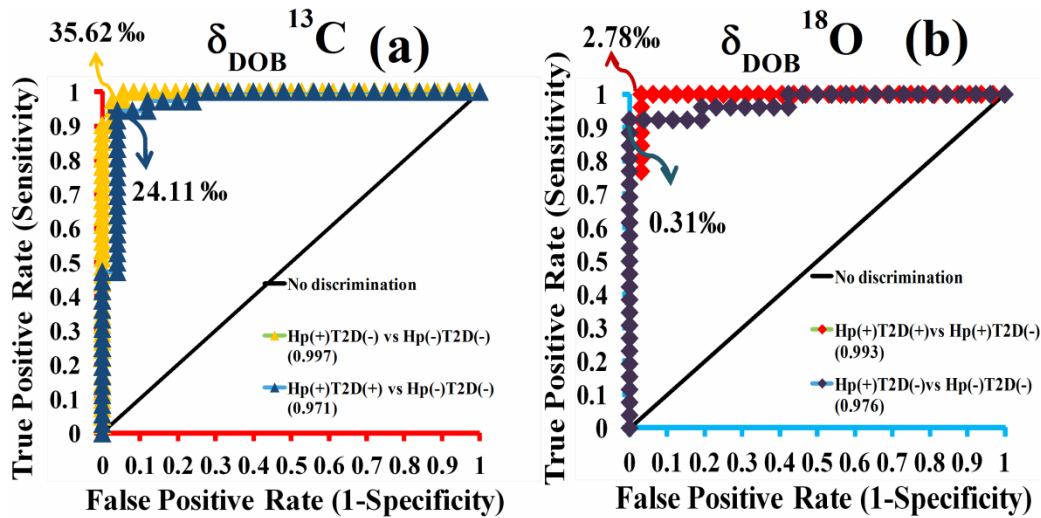 35.62‰
δDOB 13C (a)
True Positive Rate (Sensitivity)
1
0.9
0.8
0.7
0.6
0.5
0.4
0.3
0.2
0.1
0
24.11‰
No discrimination
Hp(+)T2D(-) vs Hp(-)T2D(-)
(0.997)
Hp(+)T2D(+) vs Hp(-)T2D(-)
(0.971)
0 0.1 0.2 0.3 0.4 0.5 0.6 0.7 0.8 0.9 1
False Positive Rate (1-Specificity)
2.78‰
δDOB 18O (b)
True Positive Rate (Sensitivity)
1
0.9
0.8
0.7
0.6
0.5
0.4
0.3
0.2
0.1
0
0.31‰
No discrimination
Hp(+)T2D(+)vs Hp(+)T2D(-)
(0.993)
Hp(+)T2D(-)vs Hp(-)T2D(-)
(0.976)
0 0.1 0.2 0.3 0.4 0.5 0.6 0.7 0.8 0.9 1
False Positive Rate (1-Specificity)